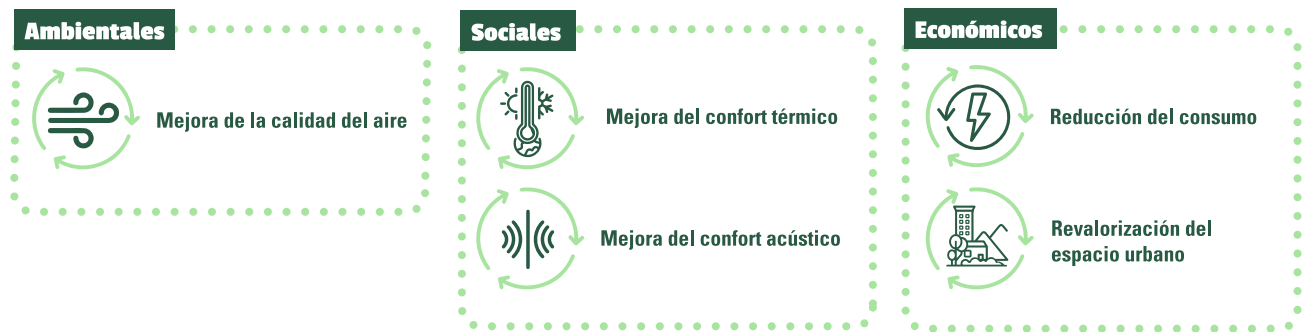 Ambientales
Mejora de la calidad del aire
Sociales
Mejora del confort térmico
Mejora del confort acústico
Económicos
Reducción del consumo
Revalorización del
espacio urbano